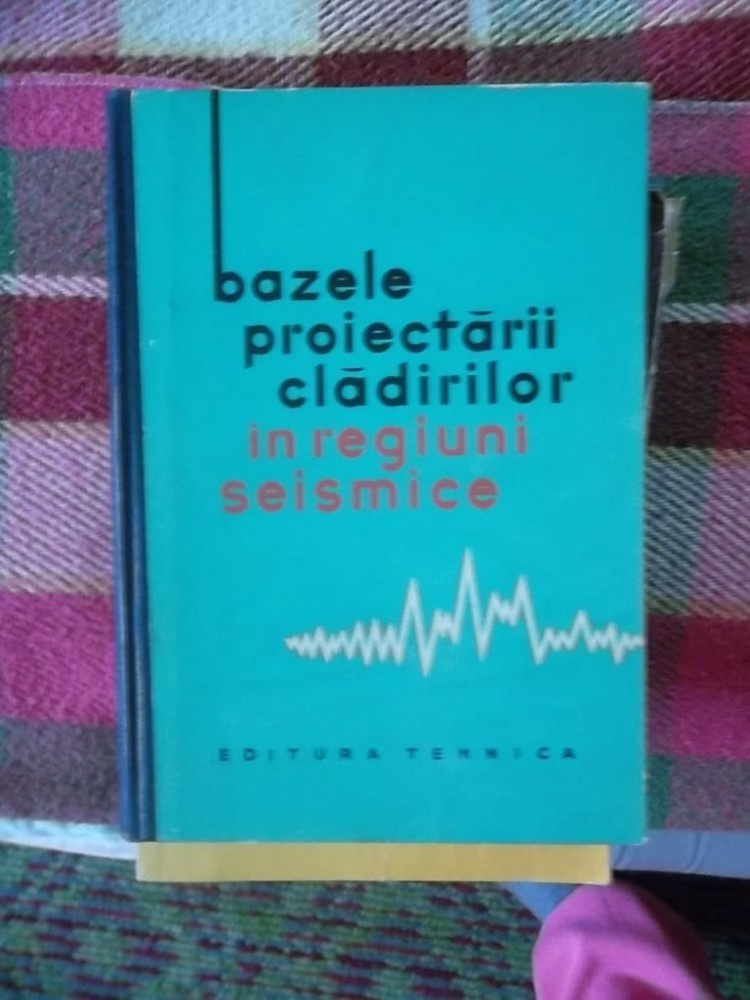 bazele
proiectării
clădirilor
in regiuni
seismice
EDITURA TEHNICA